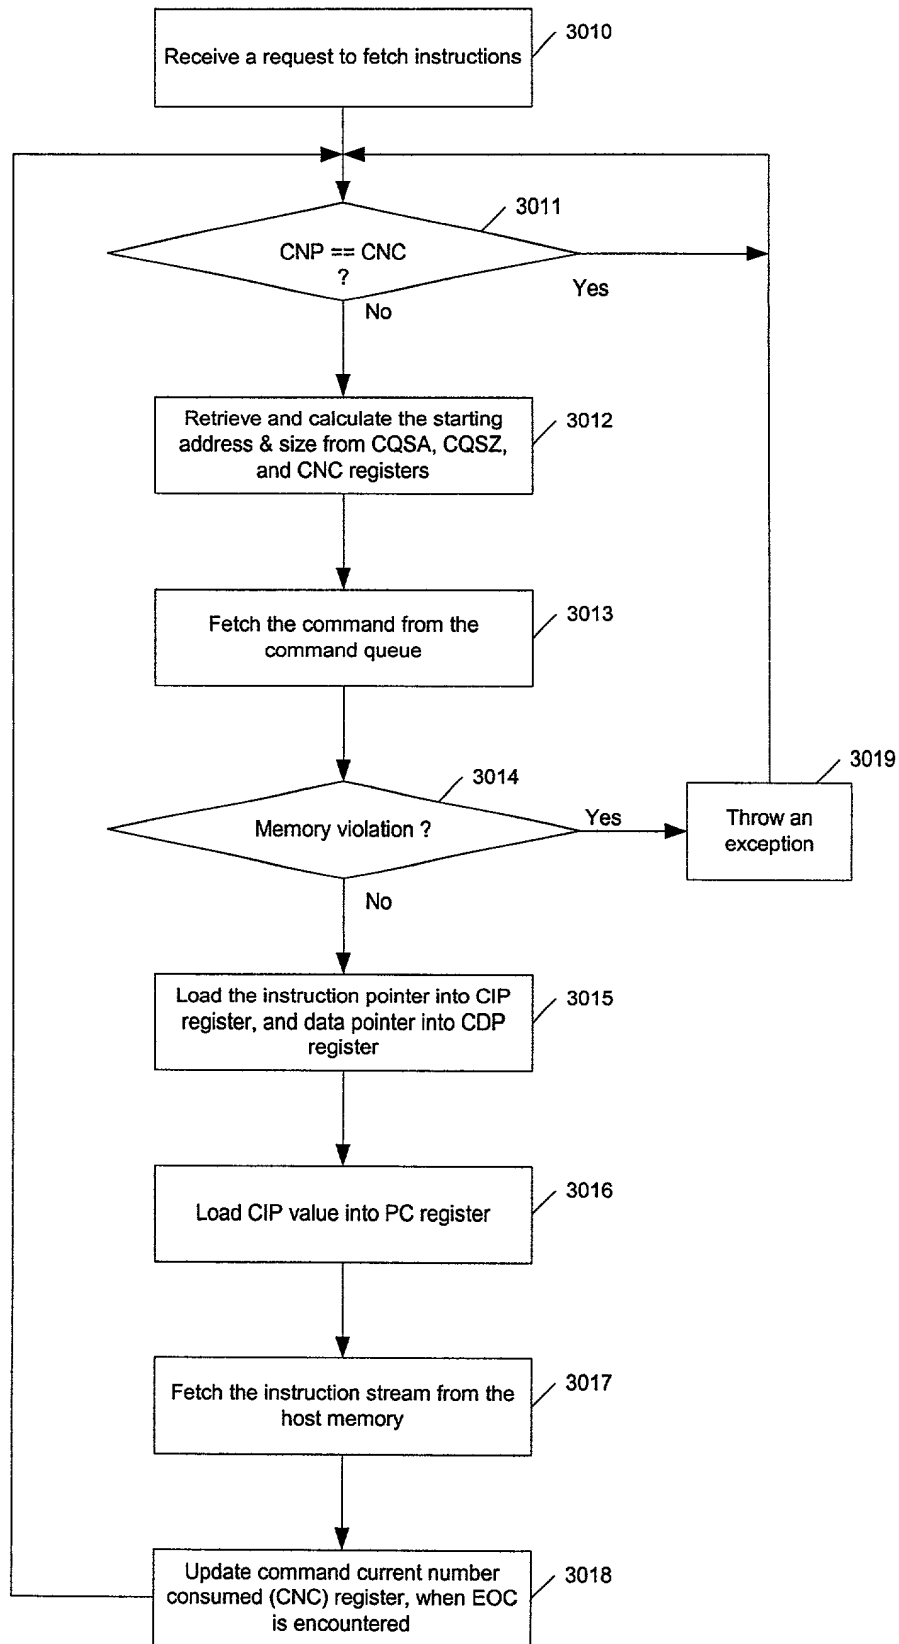 Receive a request to fetch instructions
3010
3011
CNP == CNC
?
Yes
No
Retrieve and calculate the starting
address & size from CQSA, CQSZ,
and CNC registers
3012
Fetch the command from the
command queue
3013
3014
Memory violation ?
Yes
No
3019
Throw an
exception
Load the instruction pointer into CIP
register, and data pointer into CDP
register
3015
Load CIP value into PC register
3016
Fetch the instruction stream from the
host memory
3017
Update command current number
consumed (CNC) register, when EOC
is encountered
3018